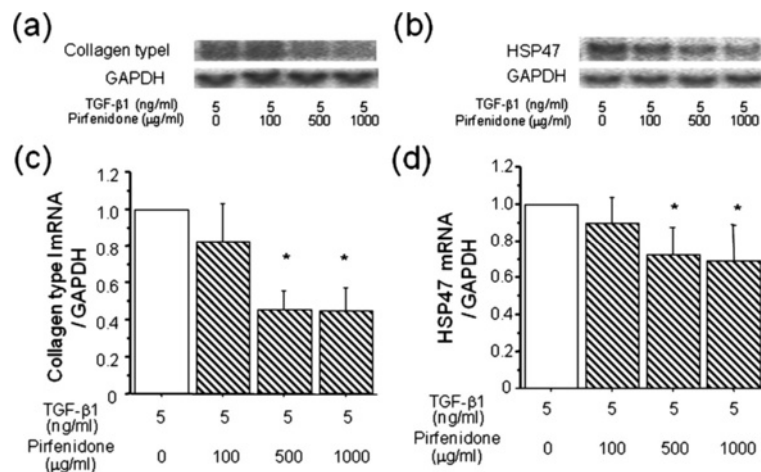 (a)
Collagen typeI
GAPDH
TGF-β1 (ng/ml) 5 5 5 5
Pirfenidone (μg/ml) 0 100 500 1000
(b)
HSP47
GAPDH
TGF-β1 (ng/ml) 5 5 5 5
Pirfenidone (μg/ml) 0 100 500 1000
(c)
Collagen type I mRNA
/ GAPDH
1.2
1.0
0.8
0.6
0.4
0.2
0
* *
TGF-β1
(ng/ml)
5 5 5 5
Pirfenidone
(μg/ml)
0 100 500 1000
(d)
HSP47 mRNA
/ GAPDH
1.2
1.0
0.8
0.6
0.4
0.2
0
* *
TGF-β1
(ng/ml)
5 5 5 5
Pirfenidone
(μg/ml)
0 100 500 1000